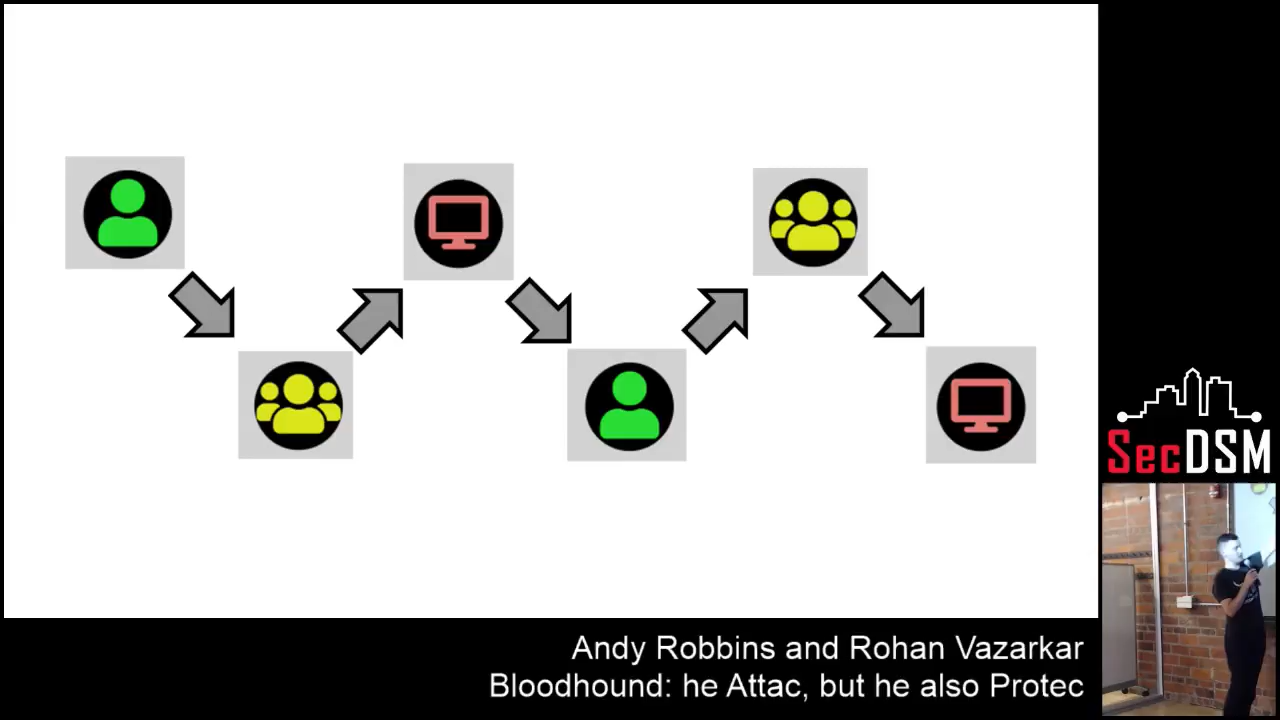 SecDSM
Andy Robbins and Rohan Vazarkar
Bloodhound: he Attac, but he also Protec